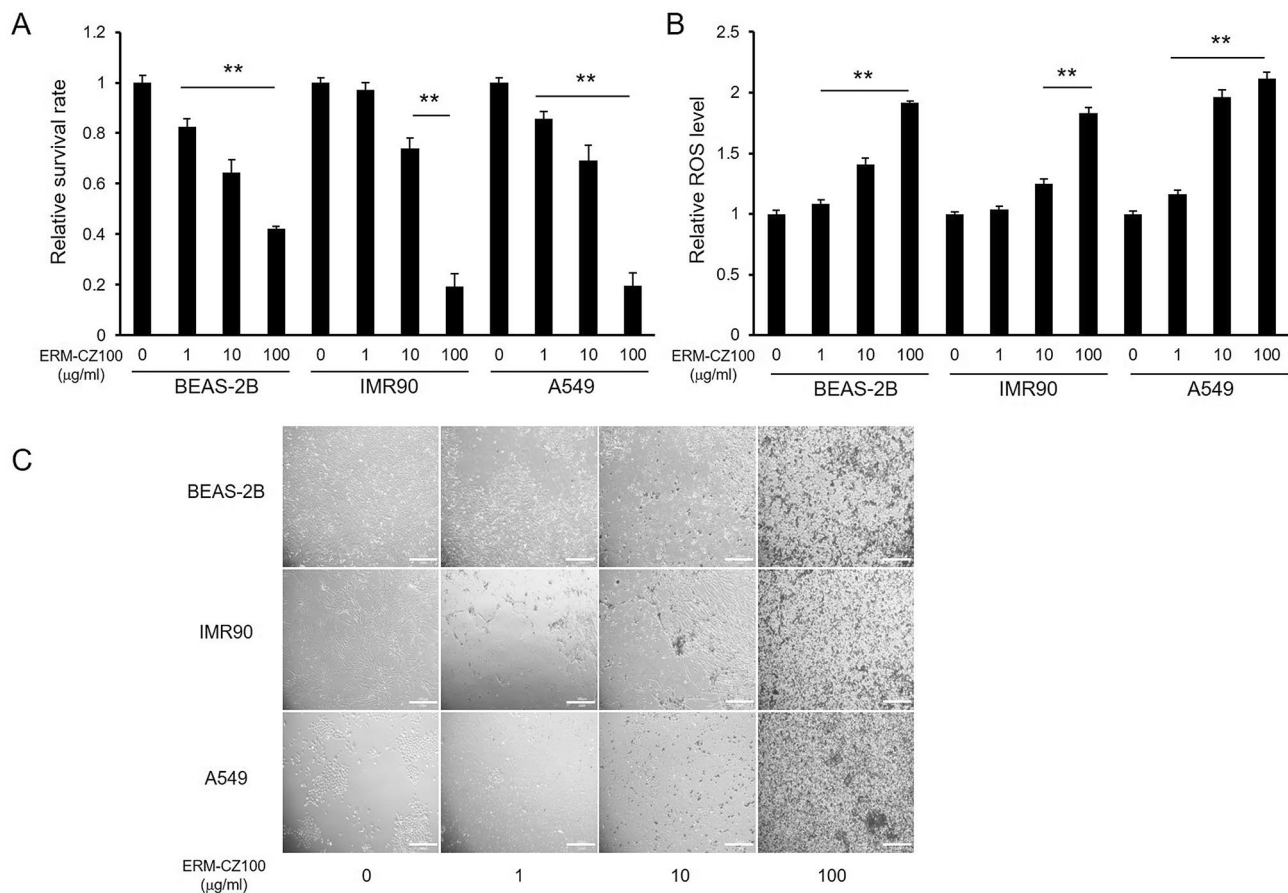 A
1.2
1
0.8
0.6
0.4
0.2
0
Relative survival rate
** ** **
ERM-CZ100 0 1 10 100 0 1 10 100 0 1 10 100
(μg/ml)
BEAS-2B IMR90 A549
B
2.5
2
1.5
1
0.5
0
Relative ROS level
** ** **
ERM-CZ100 0 1 10 100 0 1 10 100 0 1 10 100
(μg/ml)
BEAS-2B IMR90 A549
C
BEAS-2B
IMR90
A549
ERM-CZ100 0 1 10 100
(μg/ml)